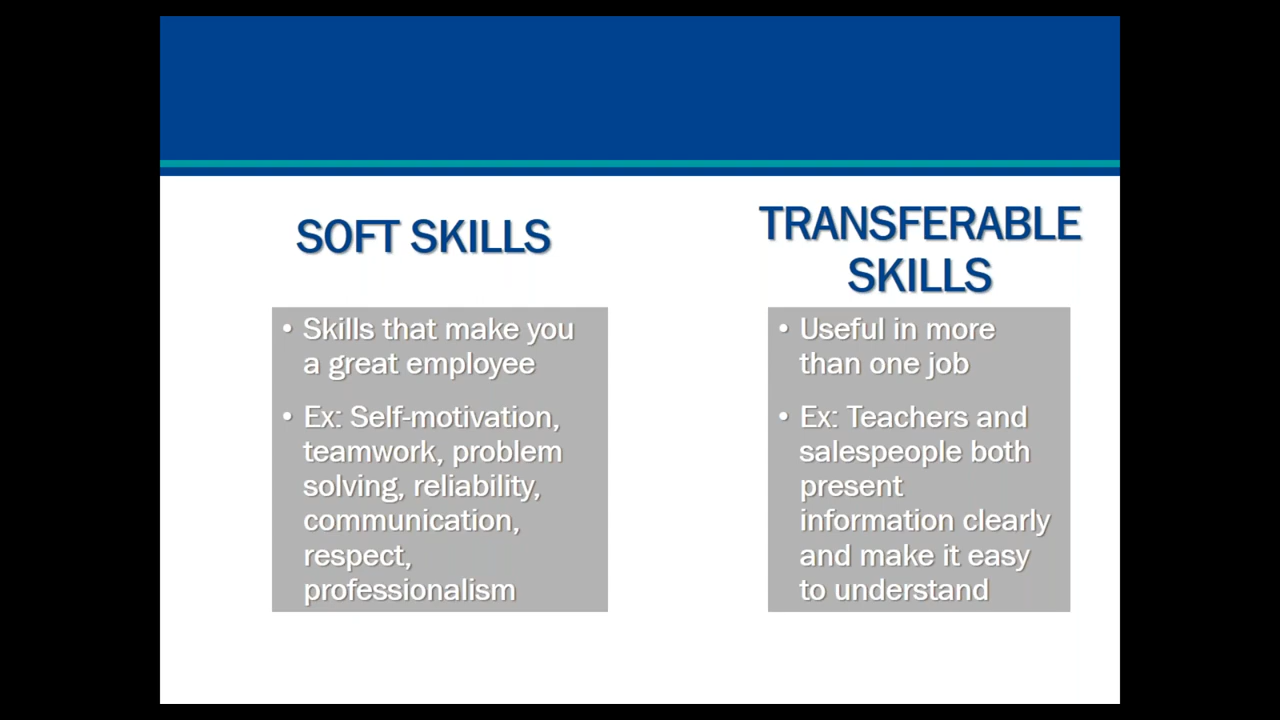 SOFT SKILLS
• Skills that make you
a great employee
• Ex: Self-motivation,
teamwork, problem
solving, reliability,
communication,
respect,
professionalism
TRANSFERABLE
SKILLS
• Useful in more
than one job
• Ex: Teachers and
salespeople both
present
information clearly
and make it easy
to understand